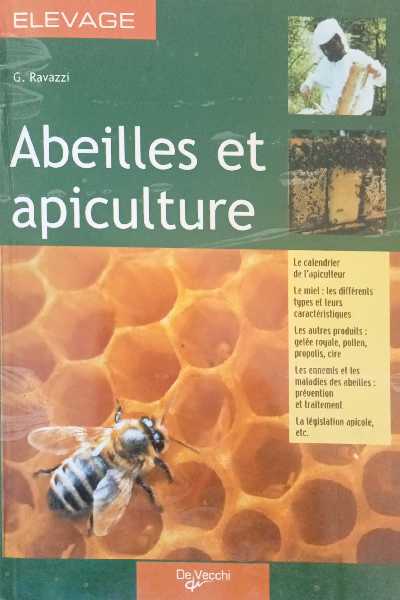 ELEVAGE
G. Ravazzi
Abeilles et
apiculture
Le calendrier
de l'apiculteur
Le miel : les différents
types et leurs
caractéristiques
Les autres produits :
gelée royale, pollen,
propolis, cire
Les ennemis et les
maladies des abeilles :
prévention
et traitement
La législation apicole,
etc.
De Vecchi